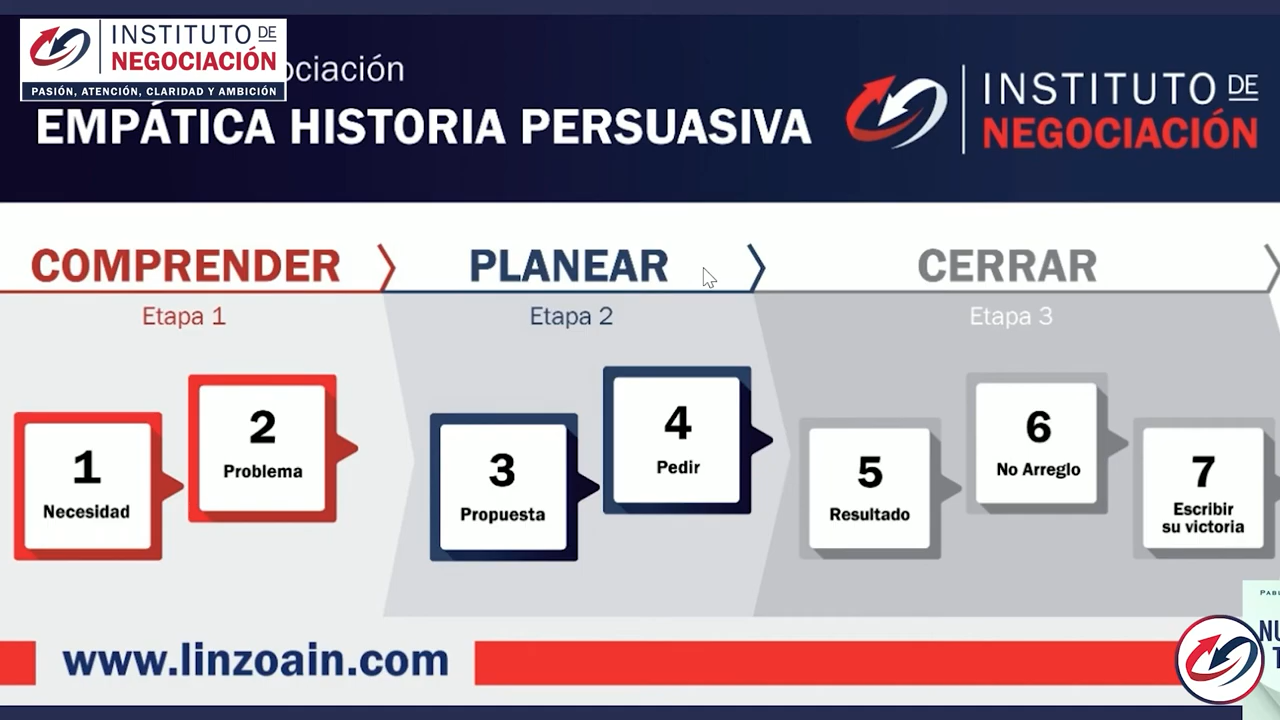 INSTITUTO DE
NEGOCIACIÓN
PASIÓN, ATENCIÓN, CLARIDAD Y AMBICIÓN
EMPÁTICA HISTORIA PERSUASIVA
INSTITUTO DE
NEGOCIACIÓN
COMPRENDER
PLANEAR
CERRAR
Etapa 1
Etapa 2
Etapa 3
1
Necesidad
2
Problema
3
Propuesta
4
Pedir
5
Resultado
6
No Arreglo
7
Escribir
su victoria
www.linzoain.com